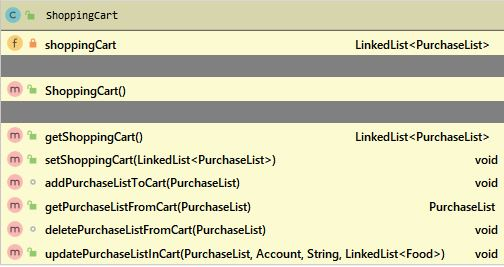 C ShoppingCart
f shoppingCart LinkedList<PurchaseList>
m ShoppingCart()
m getShoppingCart() LinkedList<PurchaseList>
m setShoppingCart(LinkedList<PurchaseList>) void
m addPurchaseListToCart(PurchaseList) void
m getPurchaseListFromCart(PurchaseList) PurchaseList
m deletePurchaseListFromCart(PurchaseList) void
m updatePurchaseListInCart(PurchaseList, Account, String, LinkedList<Food>) void